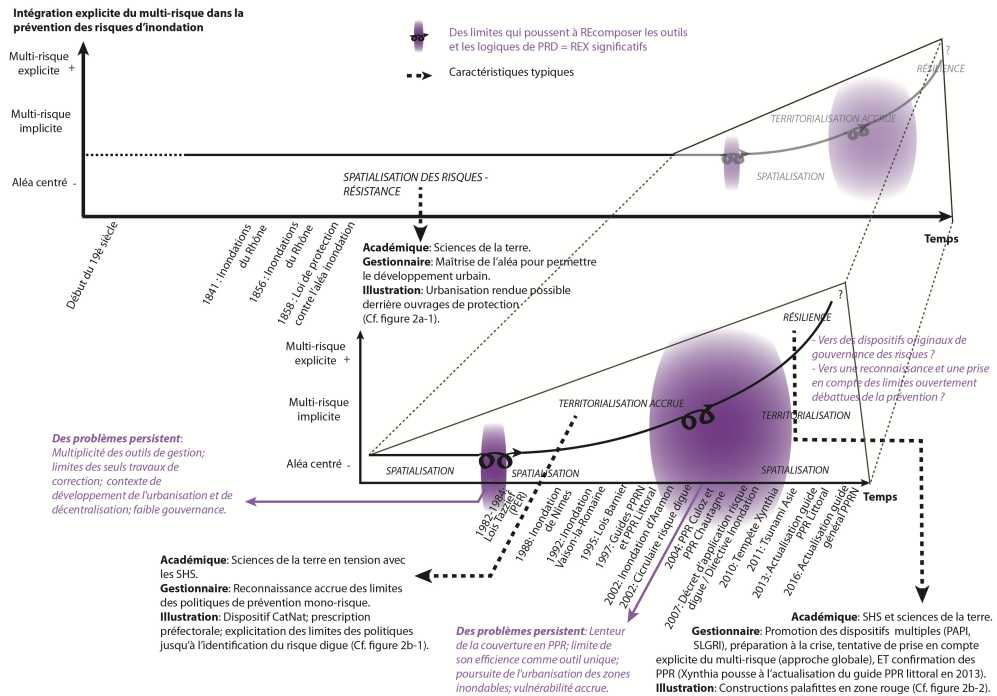 Intégration explicite du multi-risque dans la
prévention des risques d'inondation
Des limites qui poussent à REcomposer les outils
et les logiques de PRD = REX significatifs
Caractéristiques typiques
Multi-risque
explicite +
Multi-risque
implicite
Aléa centré -
?
RÉSILIENCE
TERRITORIALISATION ACCRUE
SPATIALISATION
SPATIALISATION DES RISQUES -
RÉSISTANCE
Temps
Début du 19è siècle
1841 : Inondations
du Rhône
1856 : Inondations
du Rhône
1858 : Loi de protection
contre l'aléa inondation
Académique: Sciences de la terre.
Gestionnaire: Maîtrise de l'aléa pour permettre
le développement urbain.
Illustration: Urbanisation rendue possible
derrière ouvrages de protection
(Cf. figure 2a-1).
Multi-risque
explicite +
Multi-risque
implicite
Aléa centré -
?
RÉSILIENCE
- Vers des dispositifs originaux de
gouvernance des risques ?
- Vers une reconnaissance et une prise
en compte des limites ouvertement
débattues de la prévention ?
TERRITORIALISATION ACCRUE
TERRITORIALISATION
SPATIALISATION
SPATIALISATION
SPATIALISATION
Temps
Des problèmes persistent:
Multiplicité des outils de gestion;
limites des seuls travaux de
correction; contexte de
développement de l'urbanisation et de
décentralisation; faible gouvernance.
1982-1984:
Lois Tazzief
(PER)
1988: Inondation
de Nîmes
1992: Inondation
Vaison-la-Romaine
1995: Lois Barnier
1997: Guides PPRN
et PPR Littoral
2002: Inondation d'Aramon
2002: Cicrulaire risque digue
2004: PPR Culoz et
PPR Chautagne
2007: Décret d'application risque
digue / Directive Inondation
2010: Tempête Xynthia
2011: Tsunami Asie
2013: Actualisation guide
PPR Littoral
2016: Actualisation guide
général PPRN
Académique: Sciences de la terre en tension avec
les SHS.
Gestionnaire: Reconnaissance accrue des limites
des politiques de prévention mono-risque.
Illustration: Dispositif CatNat; prescription
préfectorale; explicitation des limites des politiques
jusqu'à l'identification du risque digue (Cf. figure 2b-1).
Des problèmes persistent: Lenteur
de la couverture en PPR; limite de
son efficience comme outil unique;
poursuite de l'urbanisation des zones
inondables; vulnérabilité accrue.
Académique: SHS et sciences de la terre.
Gestionnaire: Promotion des dispositifs multiples (PAPI,
SLGRI), préparation à la crise, tentative de prise en compte
explicite du multi-risque (approche globale), ET confirmation des
PPR (Xynthia pousse à l'actualisation du guide PPR littoral en 2013).
Illustration: Constructions palafittes en zone rouge (Cf. figure 2b-2).